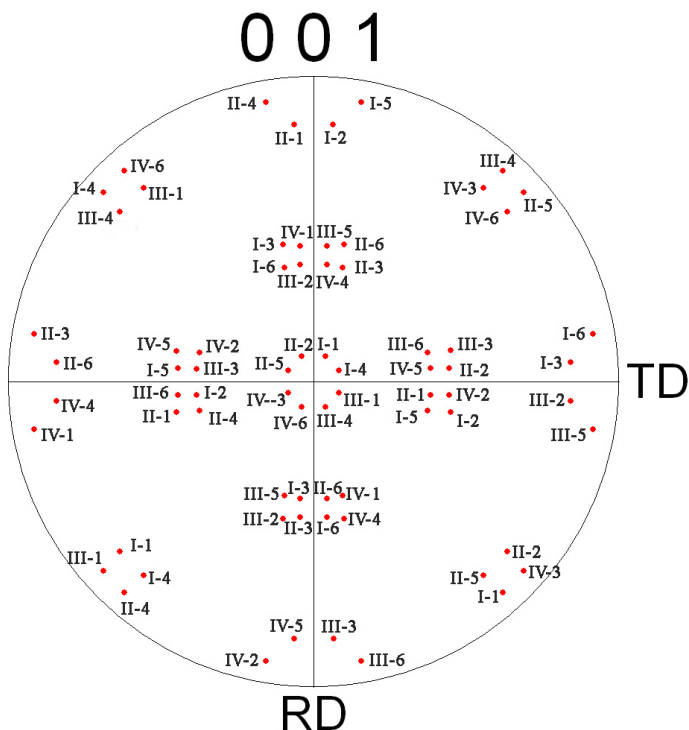 0 0 1
II-4 I-5
II-1 I-2
IV-6 III-4
I-4 III-1 IV-3 II-5
III-4 IV-6
IV-1 III-5
I-3 II-6
I-6 II-3
III-2 IV-4
II-3 I-6
IV-5 IV-2 II-2 I-1 III-6 III-3
II-6 I-5 III-3 II-5 I-4 IV-5 II-2 I-3
TD
III-6 I-2 IV--3 III-1 II-1 IV-2
IV-4 III-2
II-1 II-4 IV-6 III-4 I-5 I-2
IV-1 III-5
III-5 I-3 II-6 IV-1
III-2 IV-4
II-3 I-6
I-1 II-2
III-1 I-4 II-5 IV-3
II-4 I-1
IV-5 III-3
IV-2 III-6
RD